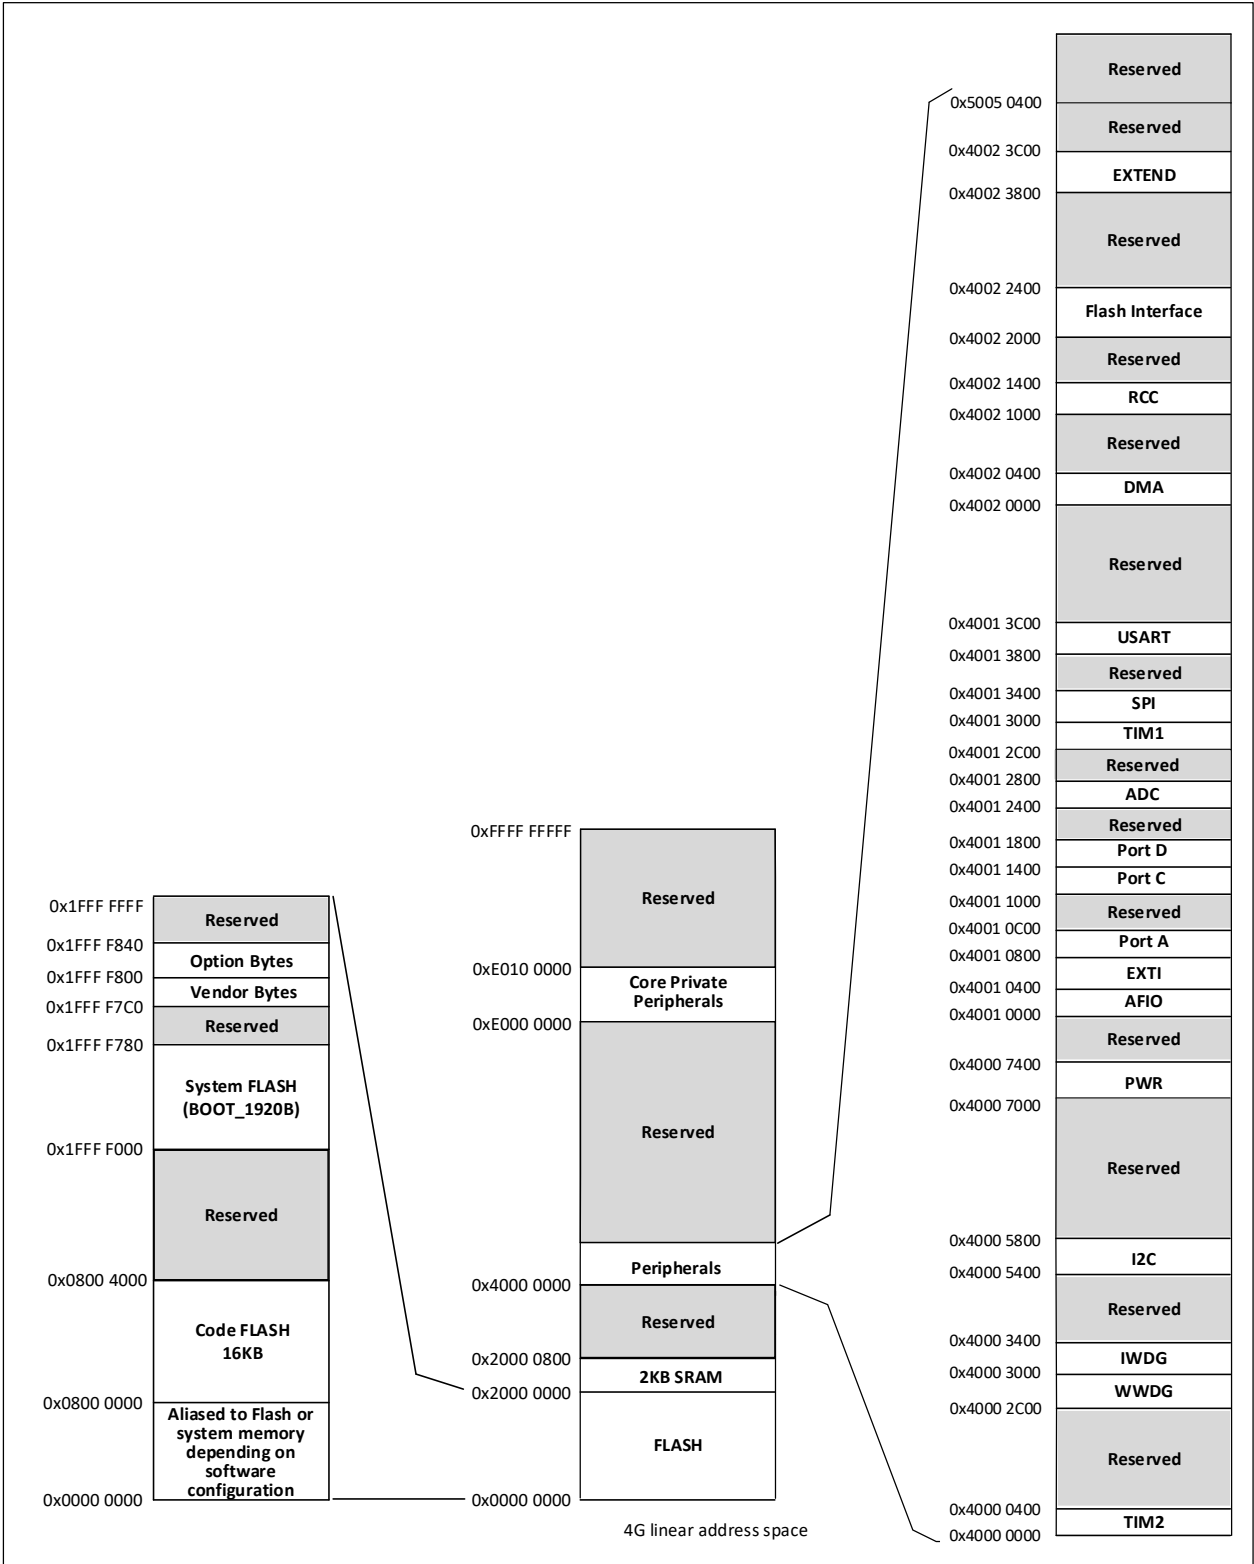 0x1FFF FFFF
Reserved
0x1FFF F840
Option Bytes
0x1FFF F800
Vendor Bytes
0x1FFF F7C0
Reserved
0x1FFF F780
System FLASH
(BOOT_1920B)
0x1FFF F000
Reserved
0x0800 4000
Code FLASH
16KB
0x0800 0000
Aliased to Flash or
system memory
depending on
software
configuration
0x0000 0000
0xFFFF FFFFF
Reserved
0xE010 0000
Core Private
Peripherals
0xE000 0000
Reserved
Peripherals
0x4000 0000
Reserved
0x2000 0800
2KB SRAM
0x2000 0000
FLASH
0x0000 0000
4G linear address space
Reserved
0x5005 0400
Reserved
0x4002 3C00
EXTEND
0x4002 3800
Reserved
0x4002 2400
Flash Interface
0x4002 2000
Reserved
0x4002 1400
RCC
0x4002 1000
Reserved
0x4002 0400
DMA
0x4002 0000
Reserved
0x4001 3C00
USART
0x4001 3800
Reserved
0x4001 3400
SPI
0x4001 3000
TIM1
0x4001 2C00
Reserved
0x4001 2800
ADC
0x4001 2400
Reserved
0x4001 1800
Port D
0x4001 1400
Port C
0x4001 1000
Reserved
0x4001 0C00
Port A
0x4001 0800
EXTI
0x4001 0400
AFIO
0x4001 0000
Reserved
0x4000 7400
PWR
0x4000 7000
Reserved
0x4000 5800
I2C
0x4000 5400
Reserved
0x4000 3400
IWDG
0x4000 3000
WWDG
0x4000 2C00
Reserved
0x4000 0400
TIM2
0x4000 0000